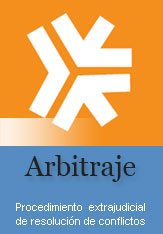 Arbitraje
Procedimiento extrajudicial
de resolución de conflictos